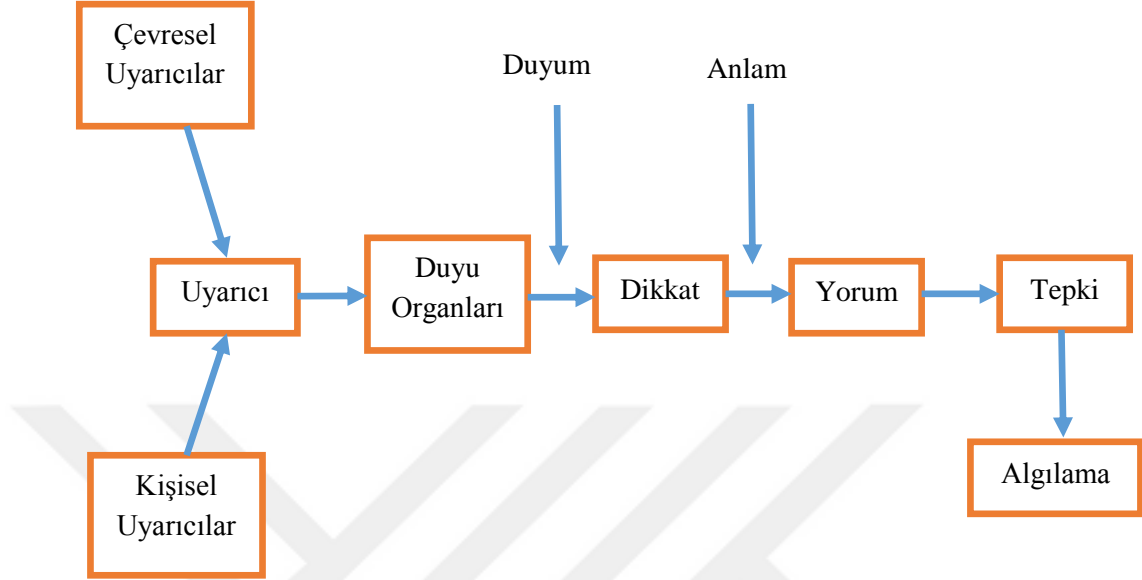 Çevresel
Uyarıcılar
Duyum
Anlam
Uyarıcı
Duyu
Organları
Dikkat
Yorum
Tepki
Kişisel
Uyarıcılar
Algılama